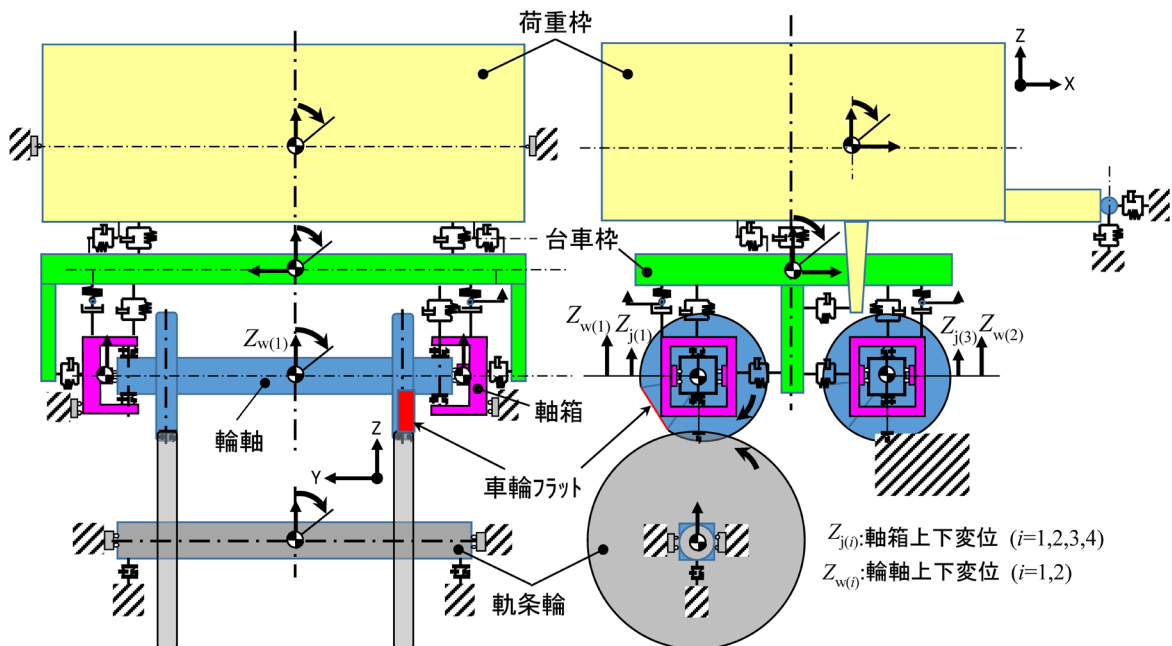 荷重枠
Z
X
台車枠
Zw(1)
Zw(1)
Zj(1)
Zj(3)
Zw(2)
輪軸
軸箱
Z
Y
車輪フラット
軌条輪
Zj(i):軸箱上下変位 (i=1,2,3,4)
Zw(i):輪軸上下変位 (i=1,2)